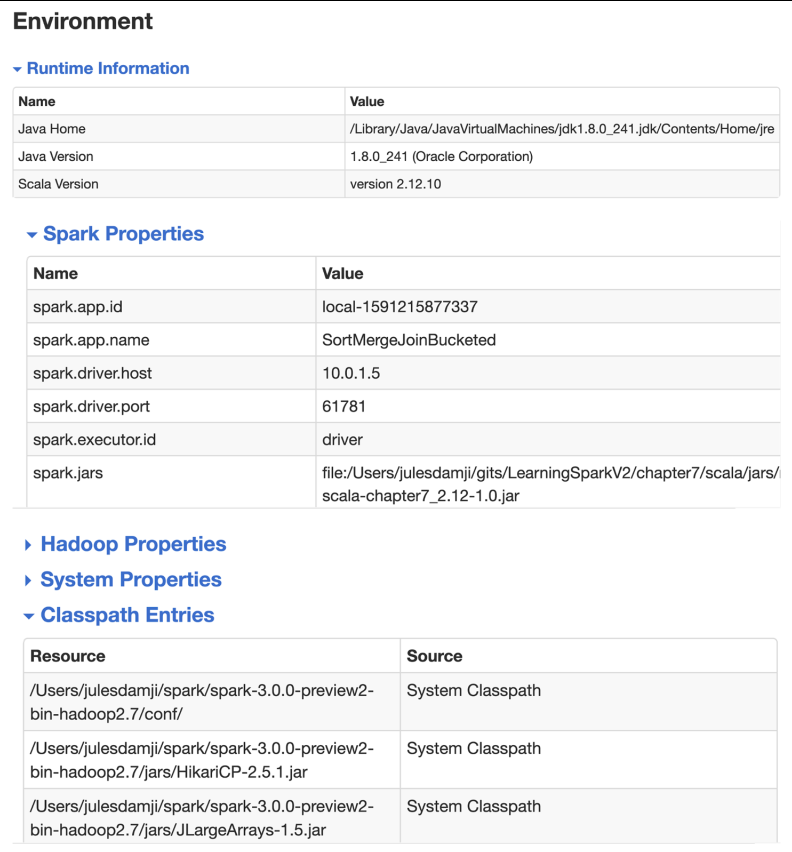 Environment
Runtime Information
Name Value
Java Home /Library/Java/JavaVirtualMachines/jdk1.8.0_241.jdk/Contents/Home/jre
Java Version 1.8.0_241 (Oracle Corporation)
Scala Version version 2.12.10
Spark Properties
Name Value
spark.app.id local-1591215877337
spark.app.name SortMergeJoinBucketed
spark.driver.host 10.0.1.5
spark.driver.port 61781
spark.executor.id driver
spark.jars file:/Users/julesdamji/gits/LearningSparkV2/chapter7/scala/jars/
scala-chapter7_2.12-1.0.jar
Hadoop Properties
System Properties
Classpath Entries
Resource Source
/Users/julesdamji/spark/spark-3.0.0-preview2- System Classpath
bin-hadoop2.7/conf/
/Users/julesdamji/spark/spark-3.0.0-preview2- System Classpath
bin-hadoop2.7/jars/HikariCP-2.5.1.jar
/Users/julesdamji/spark/spark-3.0.0-preview2- System Classpath
bin-hadoop2.7/jars/JLargeArrays-1.5.jar